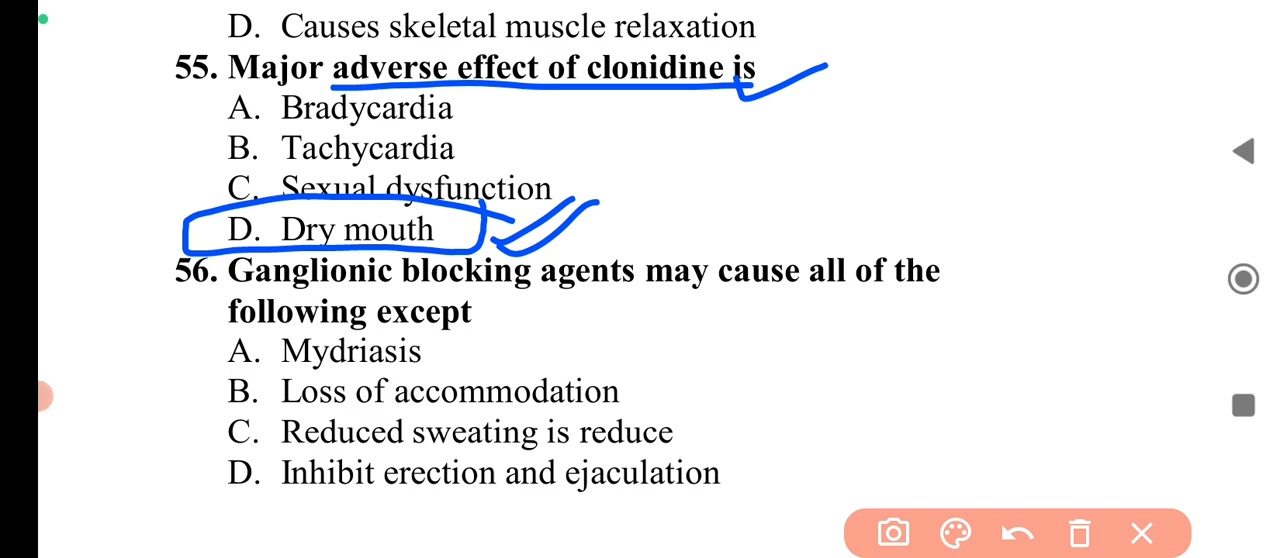 D. Causes skeletal muscle relaxation
55. Major adverse effect of clonidine is
A. Bradycardia
B. Tachycardia
C. Sexual dysfunction
D. Dry mouth
56. Ganglionic blocking agents may cause all of the
following except
A. Mydriasis
B. Loss of accommodation
C. Reduced sweating is reduce
D. Inhibit erection and ejaculation